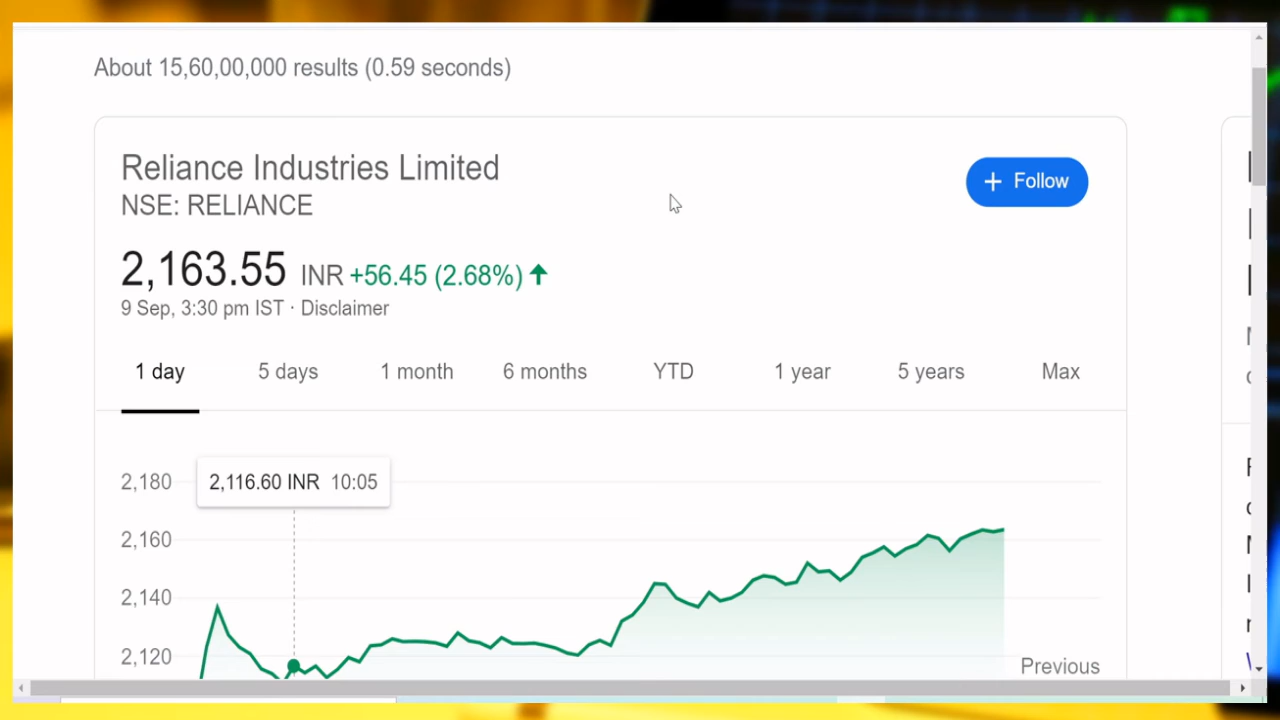 About 15,60,00,000 results (0.59 seconds)
Reliance Industries Limited
NSE: RELIANCE
+ Follow
2,163.55 INR +56.45 (2.68%) ↑
9 Sep, 3:30 pm IST · Disclaimer
1 day 5 days 1 month 6 months YTD 1 year 5 years Max
2,180
2,116.60 INR 10:05
2,160
2,140
2,120
Previous